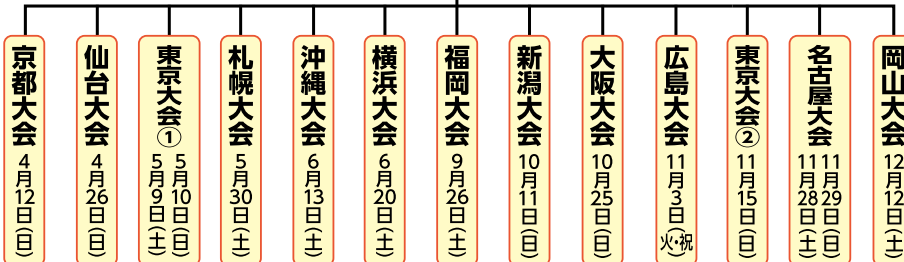 京都大会
4月12日(日)
仙台大会
4月26日(日)
東京大会①
5月10日(日)
5月9日(土)
札幌大会
5月30日(土)
沖縄大会
6月13日(土)
横浜大会
6月20日(土)
福岡大会
9月26日(土)
新潟大会
10月11日(日)
大阪大会
10月25日(日)
広島大会
11月3日(火・祝)
東京大会②
11月15日(日)
名古屋大会
11月29日(日)
11月28日(土)
岡山大会
12月12日(土)